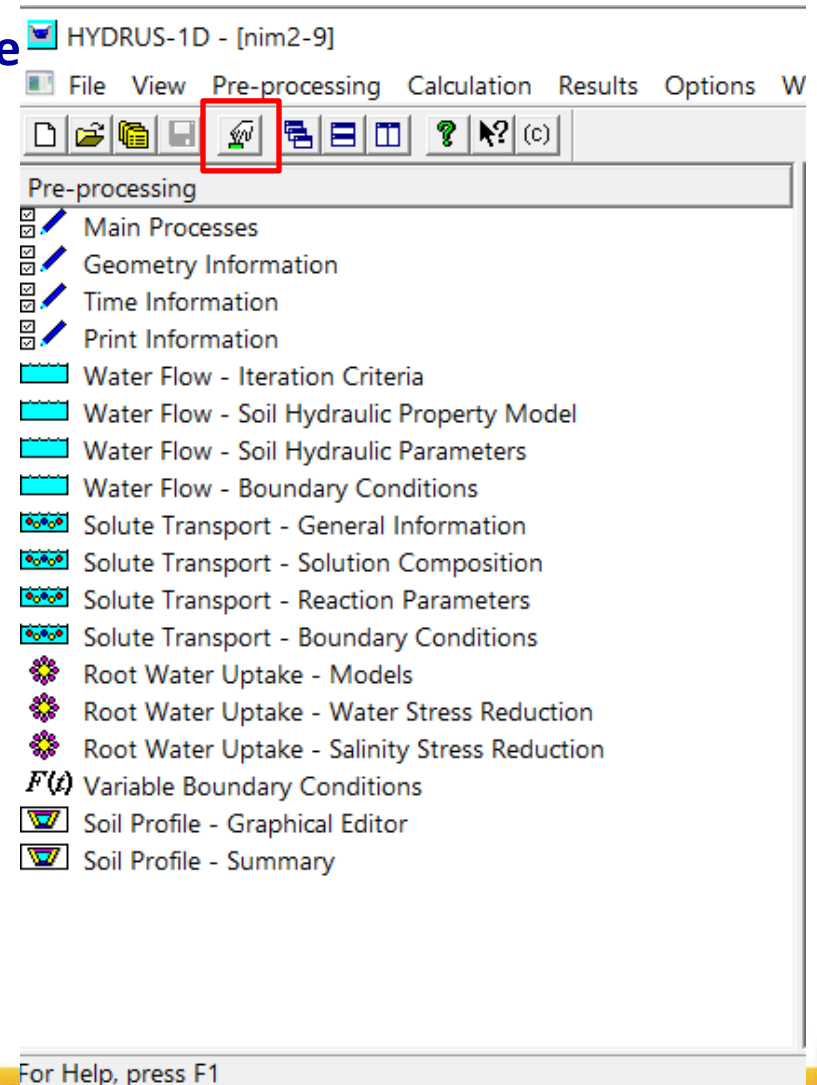 e
HYDRUS-1D - [nim2-9]
File View Pre-processing Calculation Results Options W
? ? (c)
Pre-processing
Main Processes
Geometry Information
Time Information
Print Information
Water Flow - Iteration Criteria
Water Flow - Soil Hydraulic Property Model
Water Flow - Soil Hydraulic Parameters
Water Flow - Boundary Conditions
Solute Transport - General Information
Solute Transport - Solution Composition
Solute Transport - Reaction Parameters
Solute Transport - Boundary Conditions
Root Water Uptake - Models
Root Water Uptake - Water Stress Reduction
Root Water Uptake - Salinity Stress Reduction
F(t) Variable Boundary Conditions
Soil Profile - Graphical Editor
Soil Profile - Summary
For Help, press F1